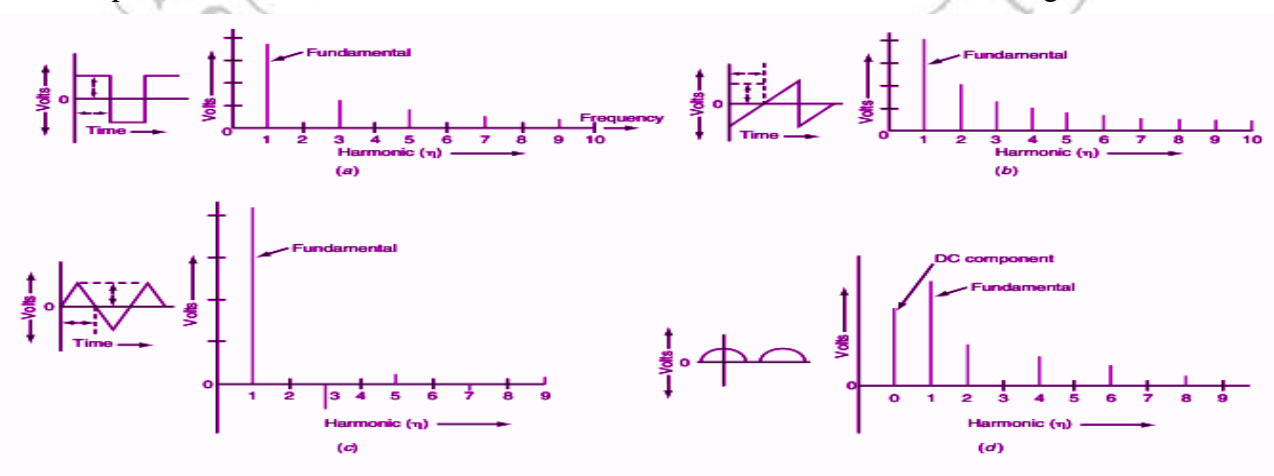 Fundamental
Volts
0
Time
Volts
0
1 2 3 4 5 6 7 8 9 10
Frequency
Harmonic (η)
(a)
Fundamental
Volts
0
Time
Volts
0
1 2 3 4 5 6 7 8 9 10
Harmonic (η)
(b)
Fundamental
Volts
0
Time
Volts
0
1 2 3 4 5 6 7 8 9
Harmonic (η)
(c)
DC component
Fundamental
Volts
0
Volts
0
0 1 2 3 4 5 6 7 8 9
Harmonic (η)
(d)